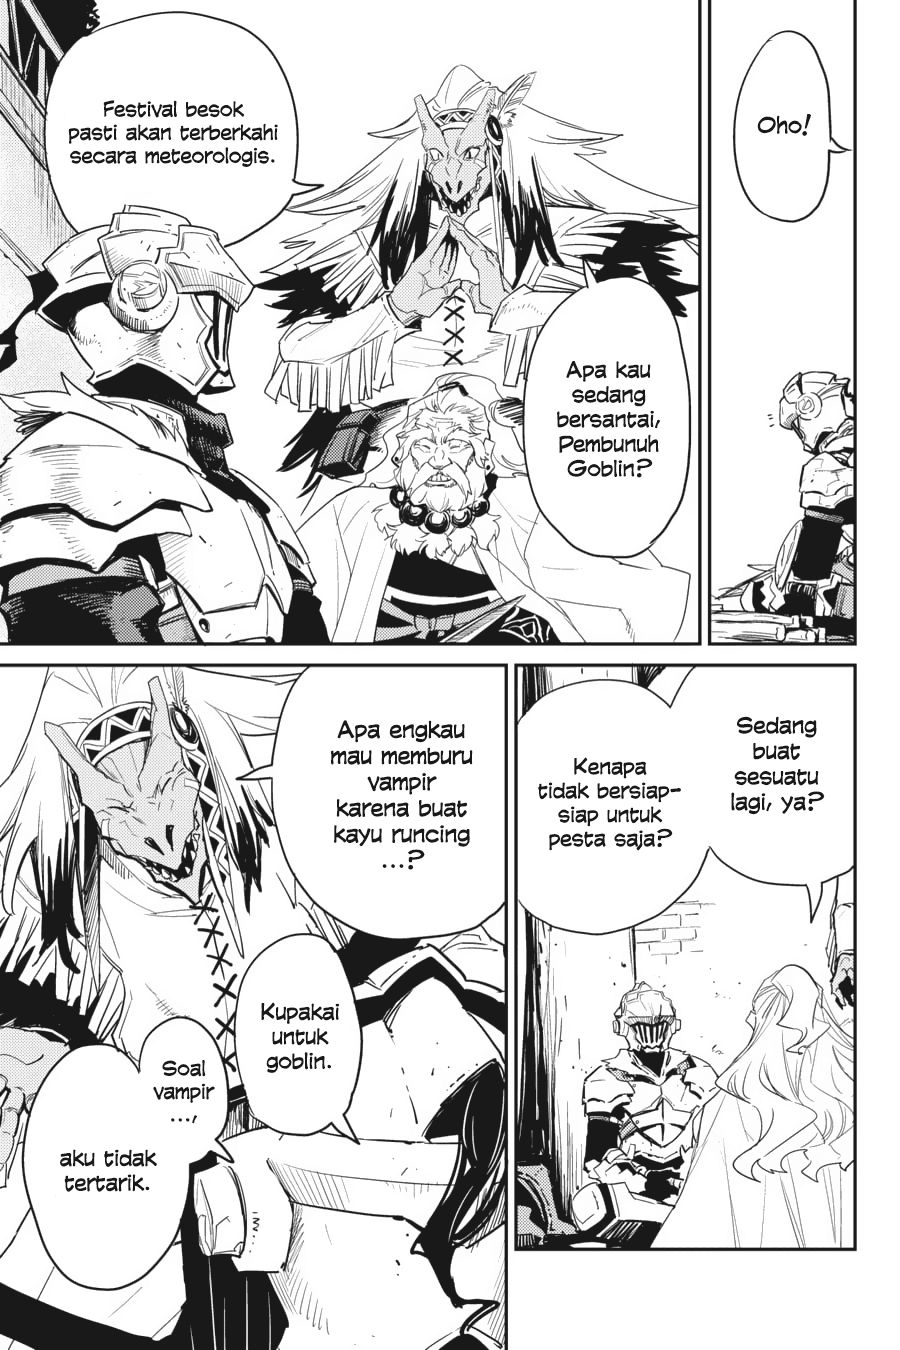 Oho!
Festival besok
pasti akan terberkahi
secara meteorologis.
Apa kau
sedang
bersantai,
Pembunuh
Goblin?
Sedang
buat
sesuatu
lagi, ya?
Kenapa
tidak bersiap-
siap untuk
pesta saja?
Apa engkau
mau memburu
vampir
karena buat
kayu runcing
...?
Kupakai
untuk
goblin.
Soal
vampir
...,
aku tidak
tertarik.